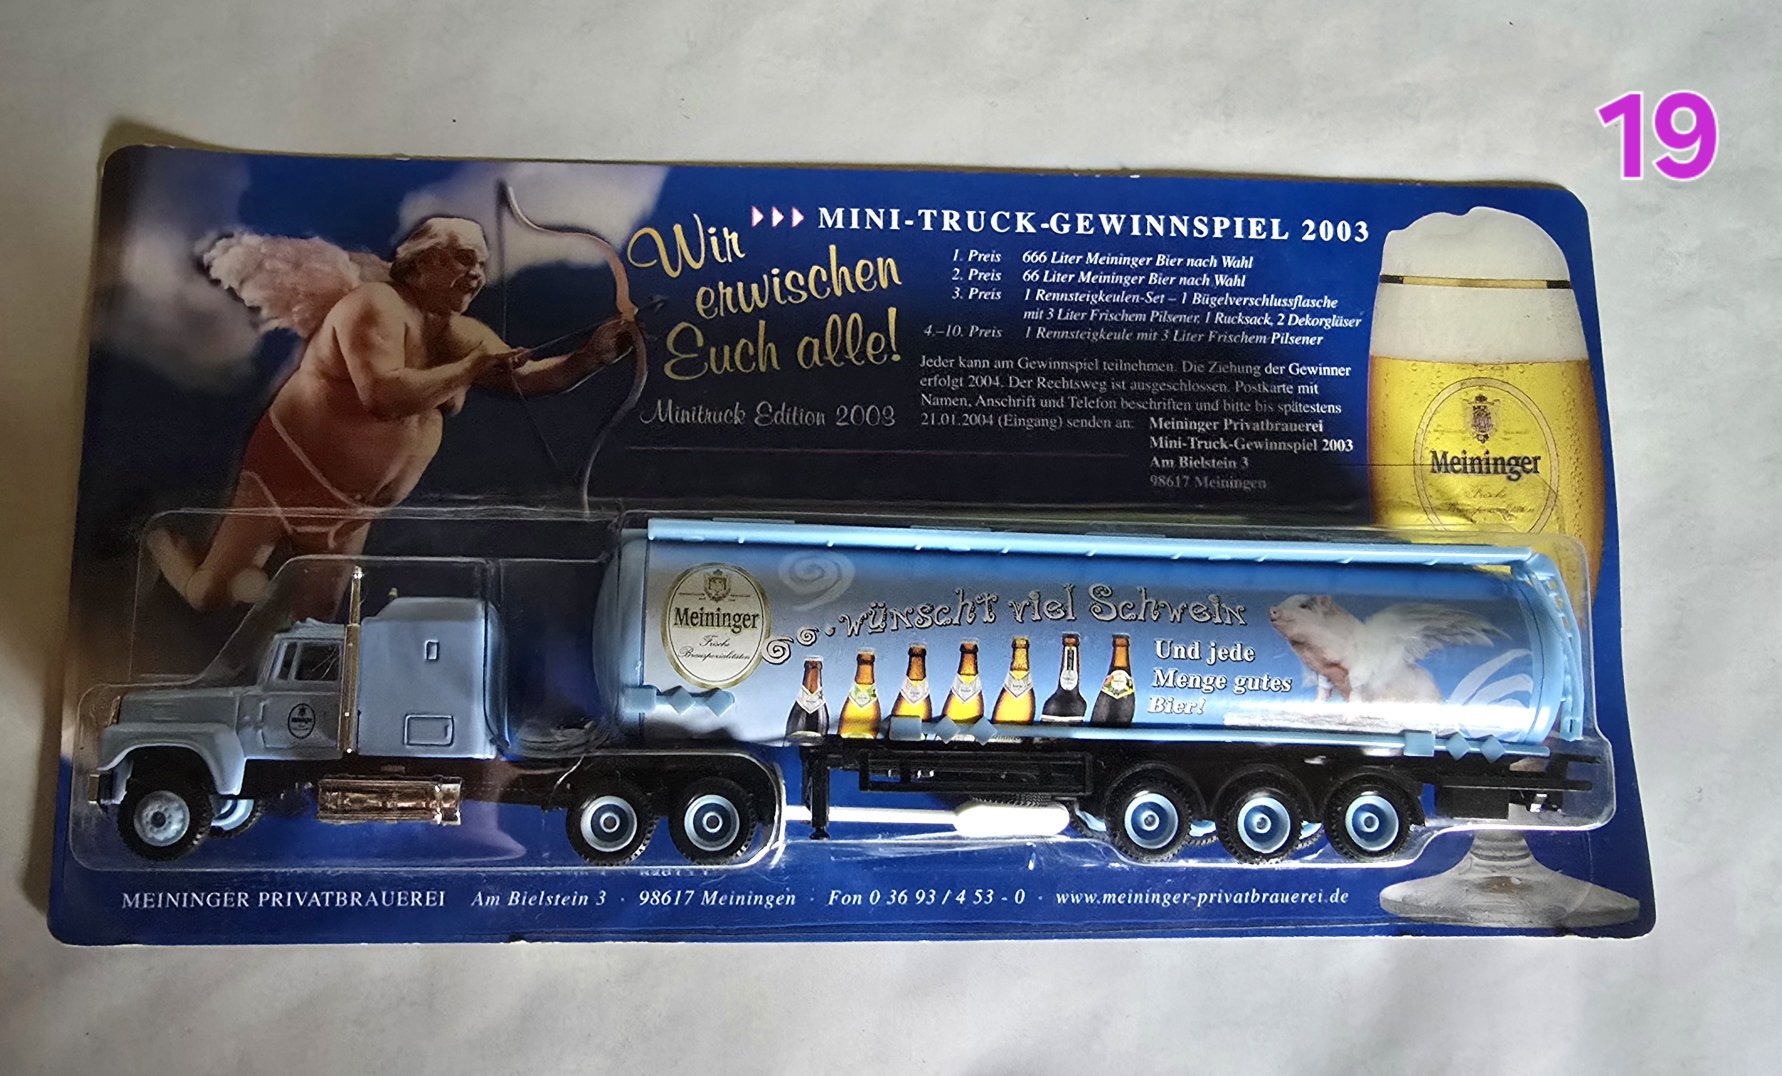 19
MINI-TRUCK-GEWINNSPIEL 2003
Wir
erwischen
Euch alle!
Minitruck Edition 2003
1. Preis 666 Liter Meininger Bier nach Wahl
2. Preis 66 Liter Meininger Bier nach Wahl
3. Preis 1 Rennsteigkeulen-Set – 1 Bügelverschlussflasche
mit 3 Liter Frischem Pilsener, 1 Rucksack, 2 Dekorgläser
4.–10. Preis 1 Rennsteigkeule mit 3 Liter Frischem Pilsener
Jeder kann am Gewinnspiel teilnehmen. Die Ziehung der Gewinner
erfolgt 2004. Der Rechtsweg ist ausgeschlossen. Postkarte mit
Namen, Anschrift und Telefon beschriften und bitte bis spätestens
21.01.2004 (Eingang) senden an: Meininger Privatbrauerei
Mini-Truck-Gewinnspiel 2003
Am Bielstein 3
98617 Meiningen
Meininger
Frische
Brauspezialitäten
Meininger
Frische
Brauspezialitäten
wünscht viel Schwein
Und jede
Menge gutes
Bier!
Meininger
MEININGER PRIVATBRAUEREI Am Bielstein 3 · 98617 Meiningen · Fon 0 36 93 / 4 53 - 0 · www.meininger-privatbrauerei.de